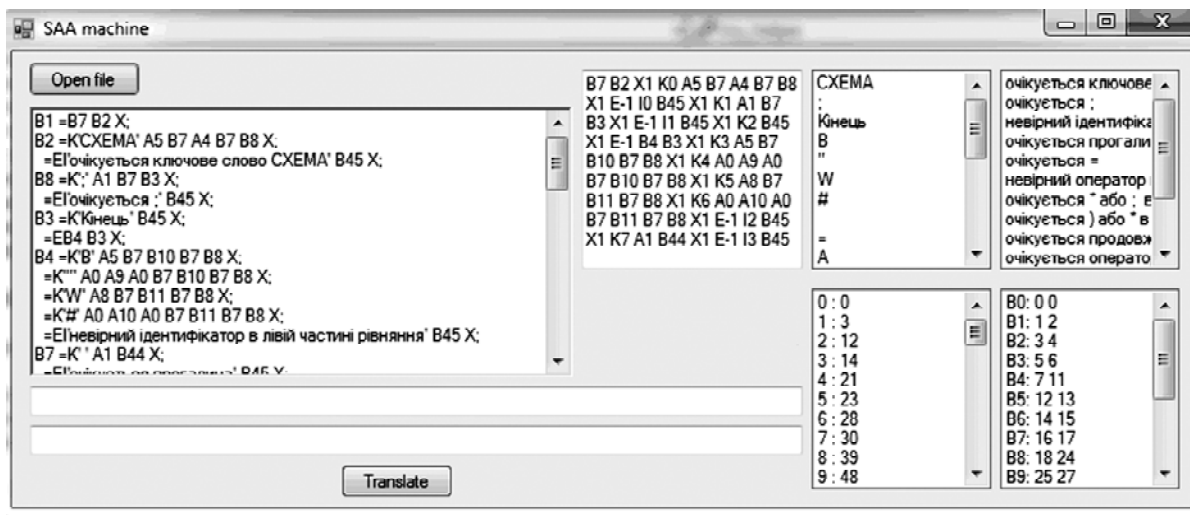 SAA machine
Open file
B1 =B7 B2 X;
B2 =K'СХЕМА' A5 B7 A4 B7 B8 X;
=EI'очікується ключове слово СХЕМА' B45 X;
B8 =K';' A1 B7 B3 X;
=EI'очікується ;' B45 X;
B3 =K'Кінець' B45 X;
=EB4 B3 X;
B4 =K'B' A5 B7 B10 B7 B8 X;
=K'"' A0 A9 A0 B7 B10 B7 B8 X;
=K'W' A8 B7 B11 B7 B8 X;
=K'#' A0 A10 A0 B7 B11 B7 B8 X;
=EI'невірний ідентифікатор в лівій частині рівняння' B45 X;
B7 =K' ' A1 B44 X;
B7 B2 X1 K0 A5 B7 A4 B7 B8
X1 E-1 I0 B45 X1 K1 A1 B7
B3 X1 E-1 I1 B45 X1 K2 B45
X1 E-1 B4 B3 X1 K3 A5 B7
B10 B7 B8 X1 K4 A0 A9 A0
B7 B10 B7 B8 X1 K5 A8 B7
B11 B7 B8 X1 K6 A0 A10 A0
B7 B11 B7 B8 X1 E-1 I2 B45
X1 K7 A1 B44 X1 E-1 I3 B45
СХЕМА
;
Кінець
B
"
W
#
=
A
очікується ключове
очікується ;
невірний ідентифіка
очікується прогали
очікується =
невірний оператор
очікується * або ; в
очікується ) або * в
очікується продовж
очікується операто
0 : 0
1 : 3
2 : 12
3 : 14
4 : 21
5 : 23
6 : 28
7 : 30
8 : 39
9 : 48
B0: 0 0
B1: 1 2
B2: 3 4
B3: 5 6
B4: 7 11
B5: 12 13
B6: 14 15
B7: 16 17
B8: 18 24
B9: 25 27
Translate